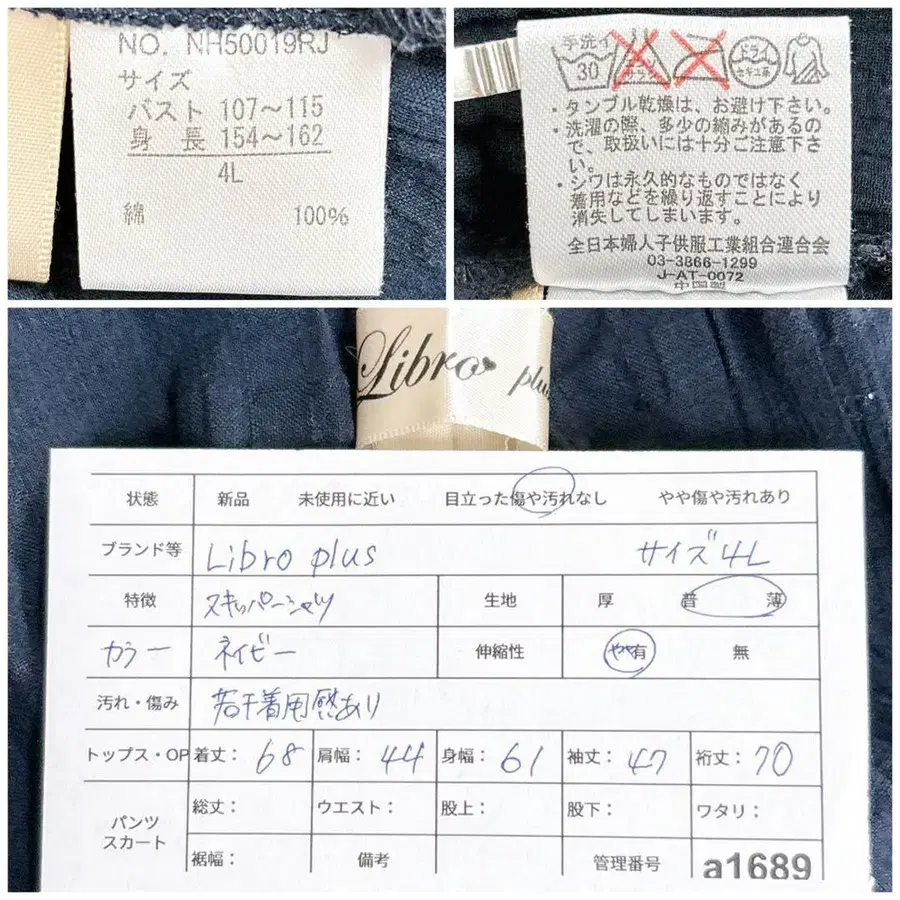 NO. NH50019RJ
サイズ
バスト 107～115
身 長 154～162
4L
綿 100%
手洗イ
30
ドライ
セキユ系
・タンブル乾燥は、お避け下さい。
・洗濯の際、多少の縮みがあるの
で、取扱いには十分ご注意下さ
い。
・シワは永久的なものではなく
着用などを繰り返すことにより
消失してしまいます。
全日本婦人子供服工業組合連合会
03-3866-1299
J-AT-0072
中国製
Libro plu
状態 新品 未使用に近い 目立った傷や汚れなし やや傷や汚れあり
ブランド等 Libro plus サイズ4L
特徴 スキッパーシャツ 生地 厚 普 薄
カラー ネイビー 伸縮性 やや有 無
汚れ・傷み 若干着用感あり
トップス・OP 着丈： 68 肩幅： 44 身幅： 61 袖丈： 47 裄丈： 70
パンツ
スカート
総丈： ウエスト： 股上： 股下： ワタリ：
裾幅： 備考 管理番号 a1689